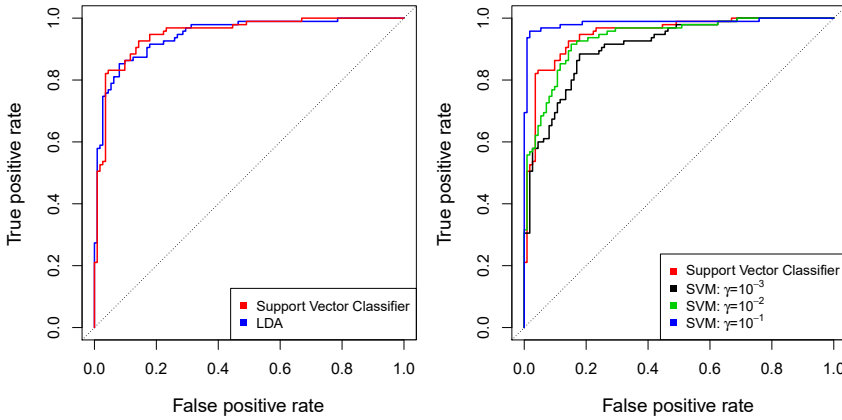 True positive rate
1.0
0.8
0.6
0.4
0.2
0.0
Support Vector Classifier
LDA
0.0 0.2 0.4 0.6 0.8 1.0
False positive rate
True positive rate
1.0
0.8
0.6
0.4
0.2
0.0
Support Vector Classifier
SVM: γ=10⁻³
SVM: γ=10⁻²
SVM: γ=10⁻¹
0.0 0.2 0.4 0.6 0.8 1.0
False positive rate